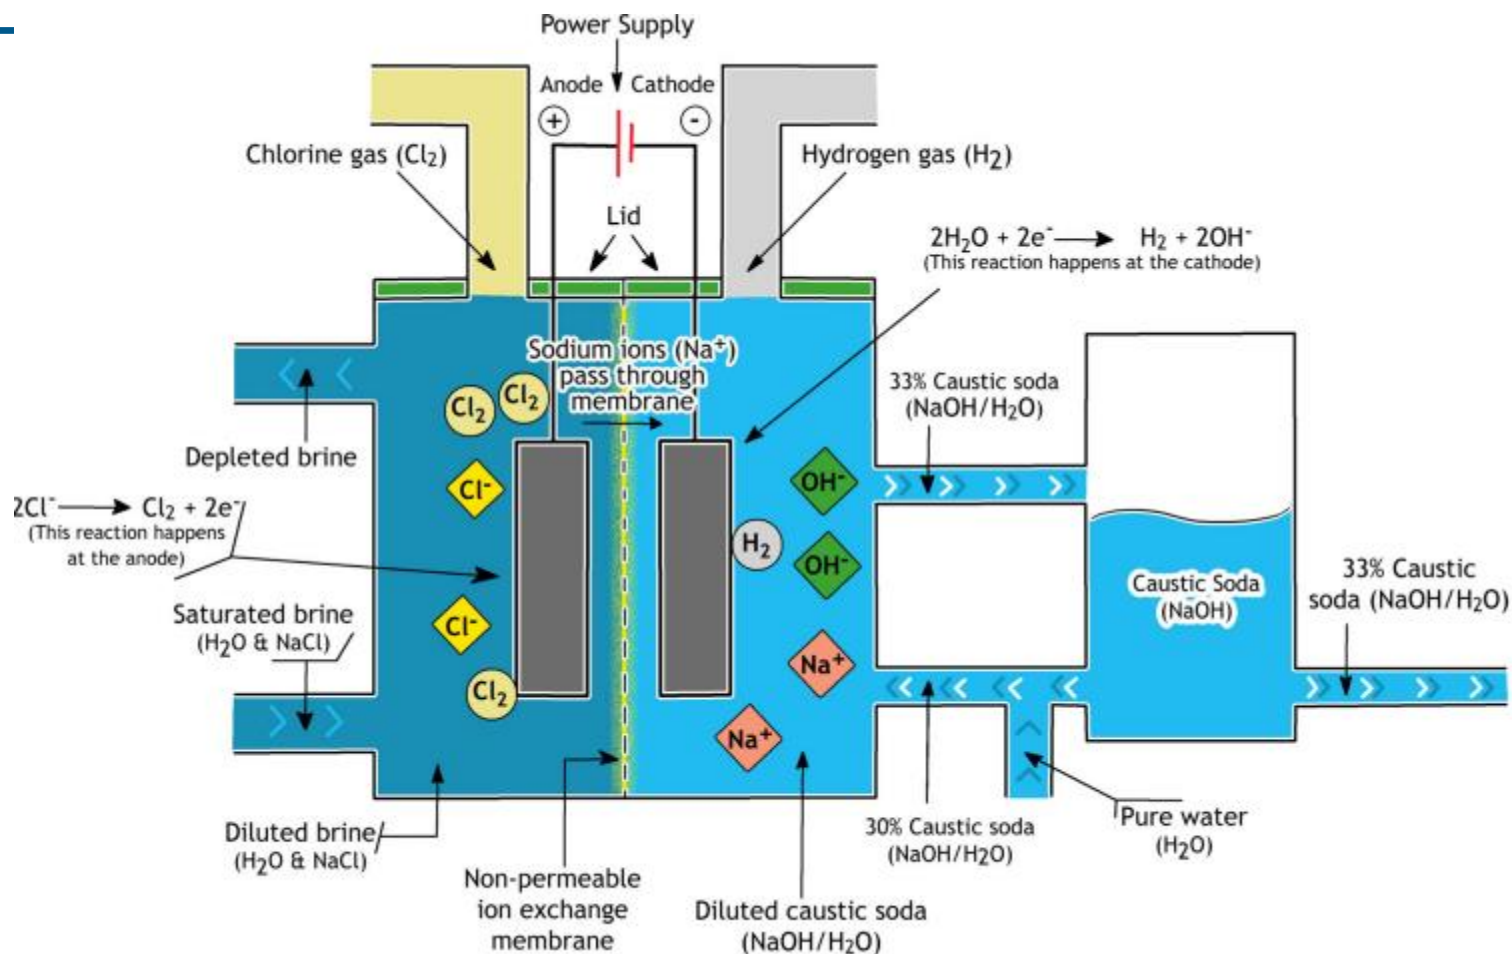 Power Supply
Anode
Cathode
+
-
Chlorine gas (Cl₂)
Hydrogen gas (H₂)
Lid
2H₂O + 2e⁻ → H₂ + 2OH⁻
(This reaction happens at the cathode)
Sodium ions (Na⁺)
pass through
membrane
Cl₂
Cl₂
33% Caustic soda
(NaOH/H₂O)
Depleted brine
Cl⁻
OH⁻
2Cl⁻ → Cl₂ + 2e⁻
(This reaction happens
at the anode)
H₂
OH⁻
Caustic Soda
(NaOH)
33% Caustic
soda (NaOH/H₂O)
Saturated brine
(H₂O & NaCl)
Cl⁻
Na⁺
Cl₂
Na⁺
Diluted brine
(H₂O & NaCl)
30% Caustic soda
(NaOH/H₂O)
Pure water
(H₂O)
Non-permeable
ion exchange
membrane
Diluted caustic soda
(NaOH/H₂O)